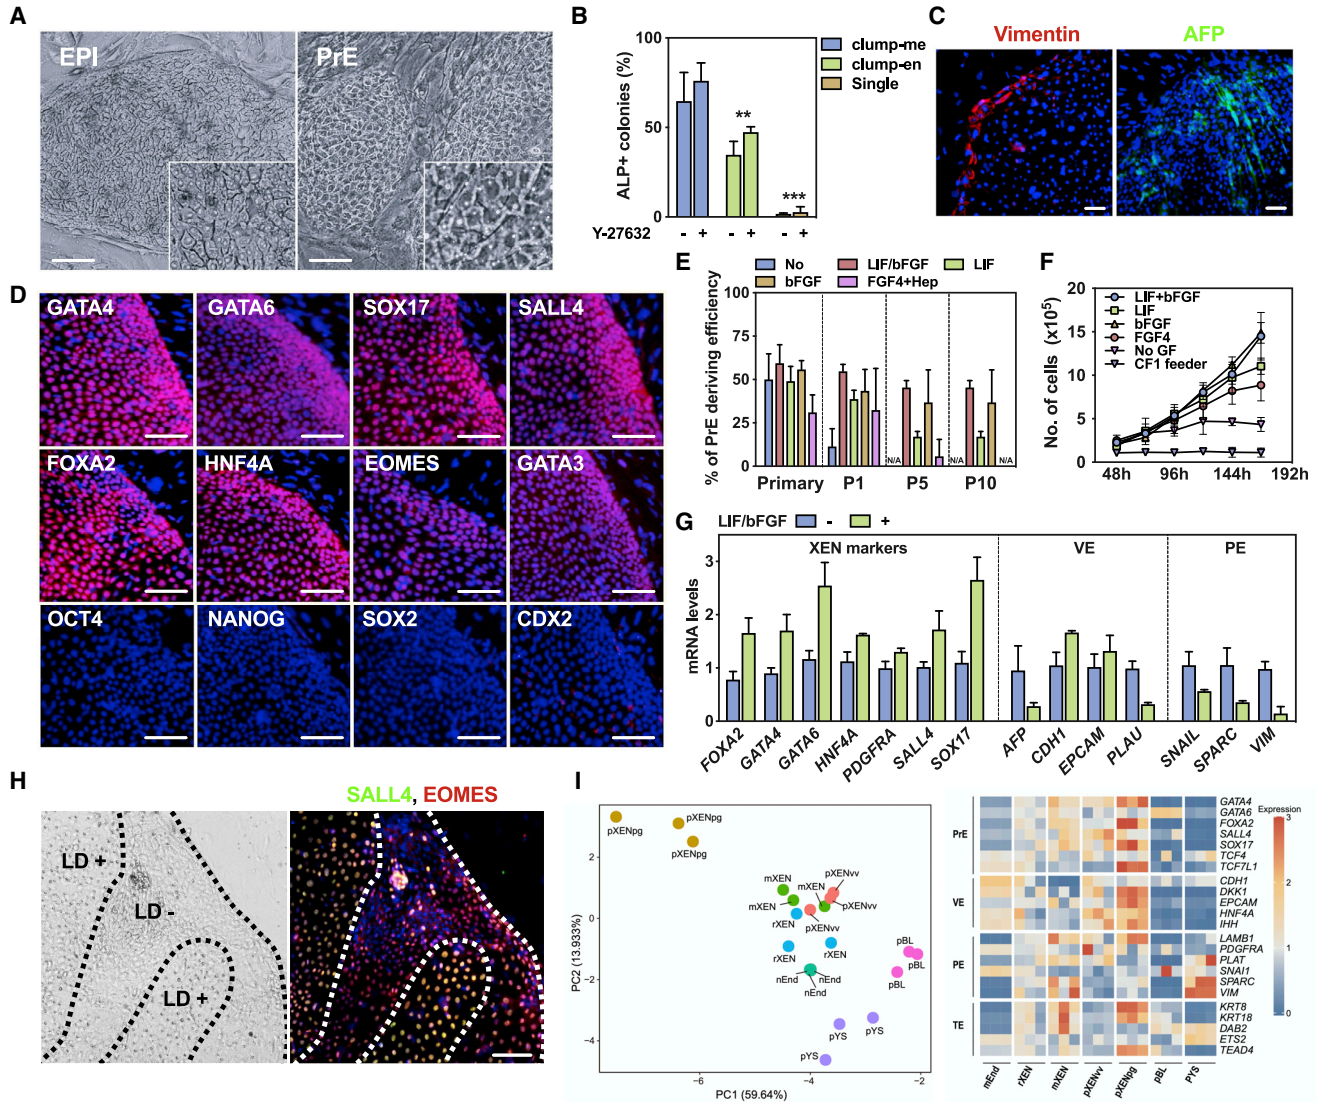 A
EPI
PrE
B
ALP+ colonies (%)
100
50
0
clump-me
clump-en
Single
**
***
Y-27632
- + - + - +
C
Vimentin
AFP
D
GATA4
GATA6
SOX17
SALL4
FOXA2
HNF4A
EOMES
GATA3
OCT4
NANOG
SOX2
CDX2
E
No
LIF/bFGF
LIF
bFGF
FGF4+Hep
% of PrE deriving efficiency
100
75
50
25
0
N/A
N/A
N/A
Primary
P1
P5
P10
F
No. of cells (x10⁵)
20
15
10
5
0
LIF+bFGF
LIF
bFGF
FGF4
No GF
CF1 feeder
48h
96h
144h
192h
G
LIF/bFGF - +
XEN markers
VE
PE
mRNA levels
3
2
1
0
FOXA2
GATA4
GATA6
HNF4A
PDGFRA
SALL4
SOX17
AFP
CDH1
EPCAM
PLAU
SNAIL
SPARC
VIM
H
SALL4, EOMES
LD +
LD -
LD +
I
PC2 (13.933%)
2
0
−2
−4
pXENpg
pXENpg
pXENpg
mXEN
mXEN
mXEN
pXENvv
pXENvv
pXENvv
rXEN
rXEN
rXEN
nEnd
nEnd
nEnd
pBL
pBL
pBL
pYS
pYS
pYS
−6
−4
−2
PC1 (59.64%)
PrE
VE
PE
TE
GATA4
GATA6
FOXA2
SALL4
SOX17
TCF4
TCF7L1
CDH1
DKK1
EPCAM
HNF4A
IHH
LAMB1
PDGFRA
PLAT
SNAI1
SPARC
VIM
KRT8
KRT18
DAB2
ETS2
TEAD4
mEnd
rXEN
mXEN
pXENvv
pXENpg
pBL
PYS
Expression
3
2
1
0